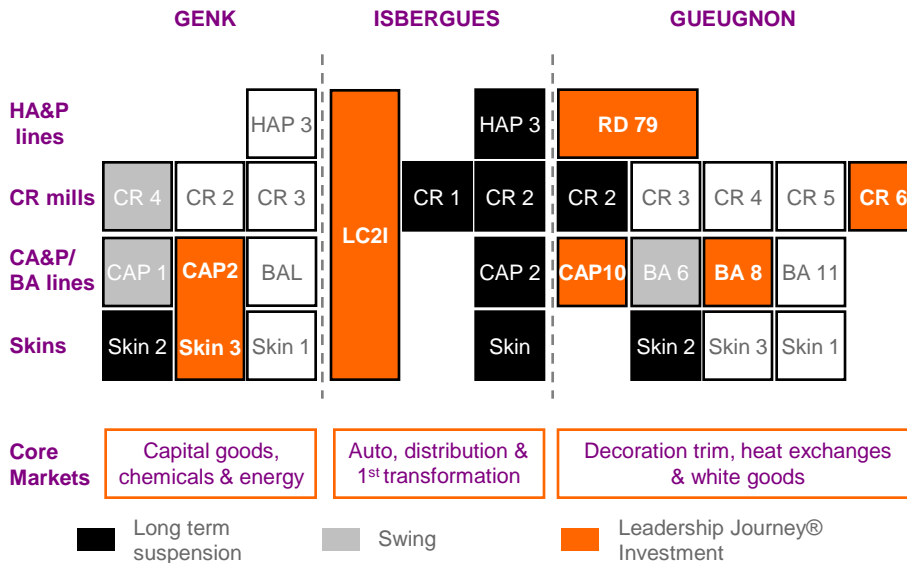 GENK ISBERGUES GUEUGNON
HA&P
lines
HAP 3 HAP 3 RD 79
CR mills CR 4 CR 2 CR 3 CR 1 CR 2 CR 2 CR 3 CR 4 CR 5 CR 6
LC2I
CA&P/
BA lines
CAP 1 CAP2 BAL CAP 2 CAP10 BA 6 BA 8 BA 11
Skins Skin 2 Skin 3 Skin 1 Skin Skin 2 Skin 3 Skin 1
Core
Markets
Capital goods,
chemicals & energy
Auto, distribution &
1st transformation
Decoration trim, heat exchanges
& white goods
Long term
suspension
Swing
Leadership Journey®
Investment